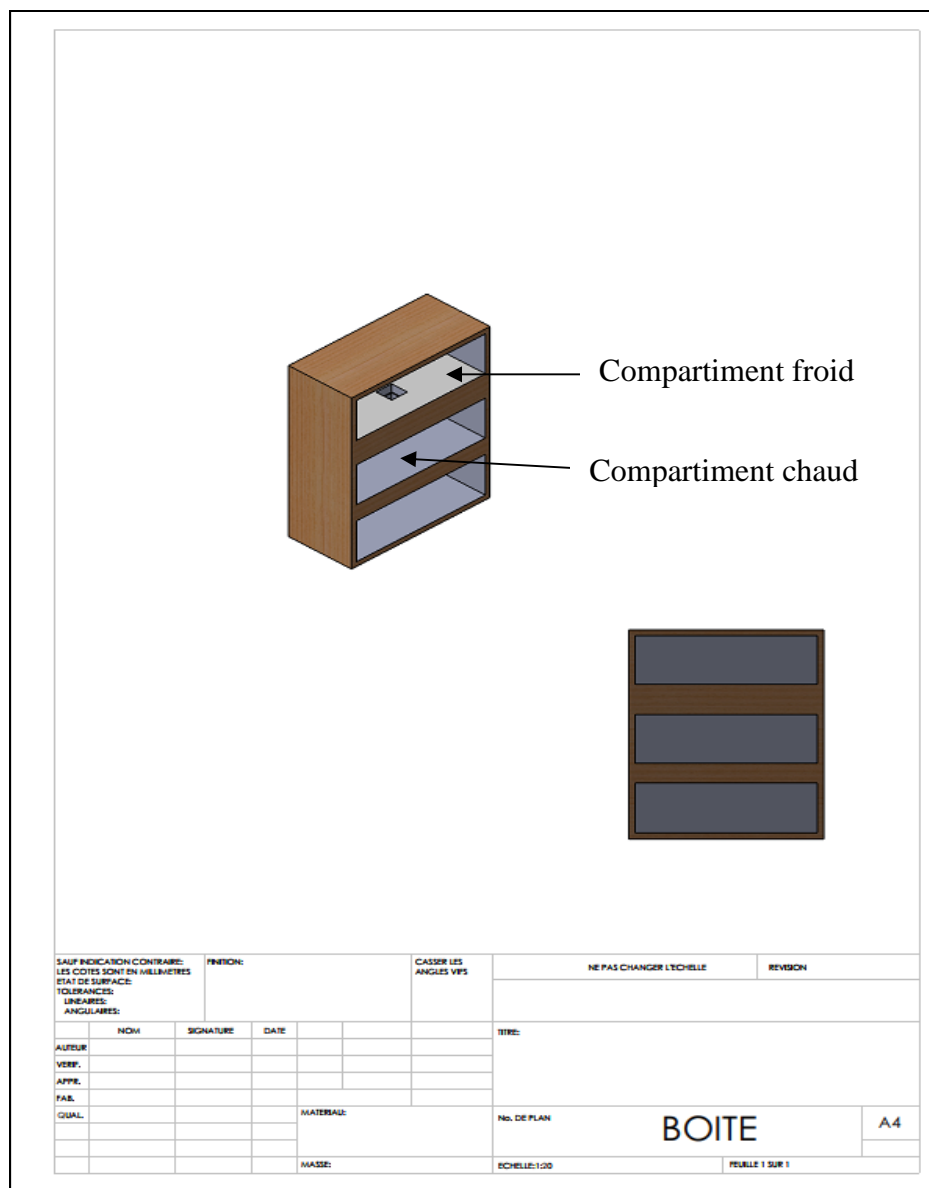 Compartiment froid
Compartiment chaud
SAUF INDICATION CONTRAIRE:
LES COTES SONT EN MILLIMETRES
ETAT DE SURFACE:
TOLERANCES:
LINEAIRES:
ANGULAIRES:
FINITION:
CASSER LES
ANGLES VIFS
NE PAS CHANGER L'ECHELLE
REVISION
NOM SIGNATURE DATE
TITRE:
AUTEUR
VERIF.
APPR.
FAB.
QUAL.
MATERIAU:
No. DE PLAN
BOITE
A4
MASSE:
ECHELLE:1:20
FEUILLE 1 SUR 1